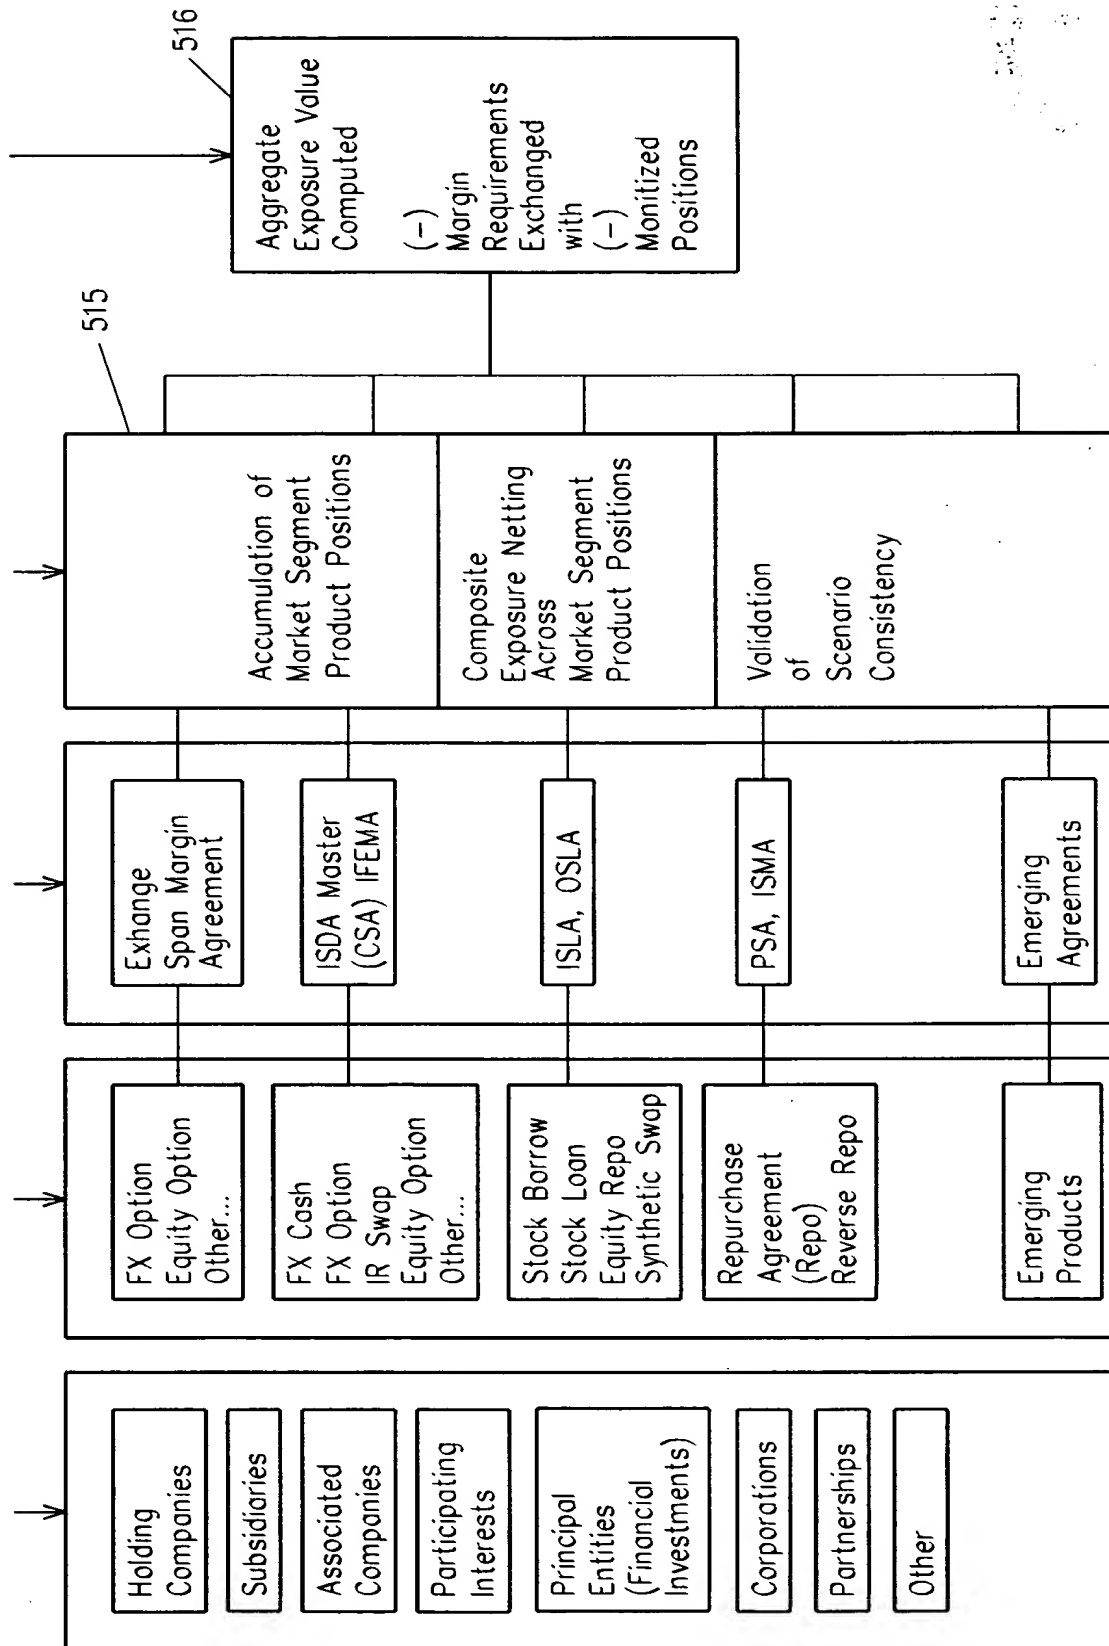 Holding
Companies
Subsidiaries
Associated
Companies
Participating
Interests
Principal
Entities
(Financial
Investments)
Corporations
Partnerships
Other
FX Option
Equity Option
Other...
FX Cash
FX Option
IR Swap
Equity Option
Other...
Stock Borrow
Stock Loan
Equity Repo
Synthetic Swap
Repurchase
Agreement
(Repo)
Reverse Repo
Emerging
Products
Exhange
Span Margin
Agreement
ISDA Master
(CSA) IFEMA
ISLA, OSLA
PSA, ISMA
Emerging
Agreements
515
Accumulation of
Market Segment
Product Positions
Composite
Exposure Netting
Across
Market Segment
Product Positions
Validation
of
Scenario
Consistency
516
Aggregate
Exposure Value
Computed
(-)
Margin
Requirements
Exchanged
with
(-)
Monitized
Positions